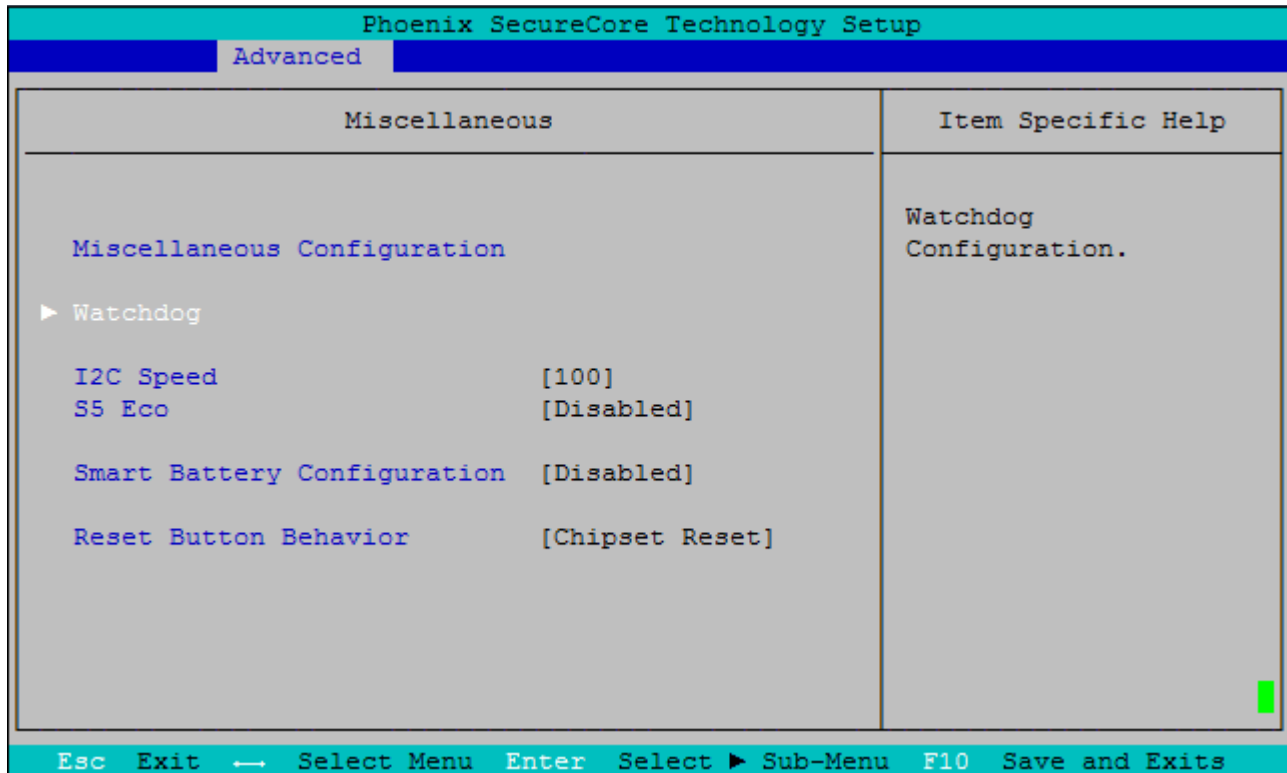 Phoenix SecureCore Technology Setup
Advanced
Miscellaneous
Item Specific Help
Watchdog
Configuration.
Miscellaneous Configuration
► Watchdog
I2C Speed [100]
S5 Eco [Disabled]
Smart Battery Configuration [Disabled]
Reset Button Behavior [Chipset Reset]
Esc Exit ←→ Select Menu Enter Select ► Sub-Menu F10 Save and Exits